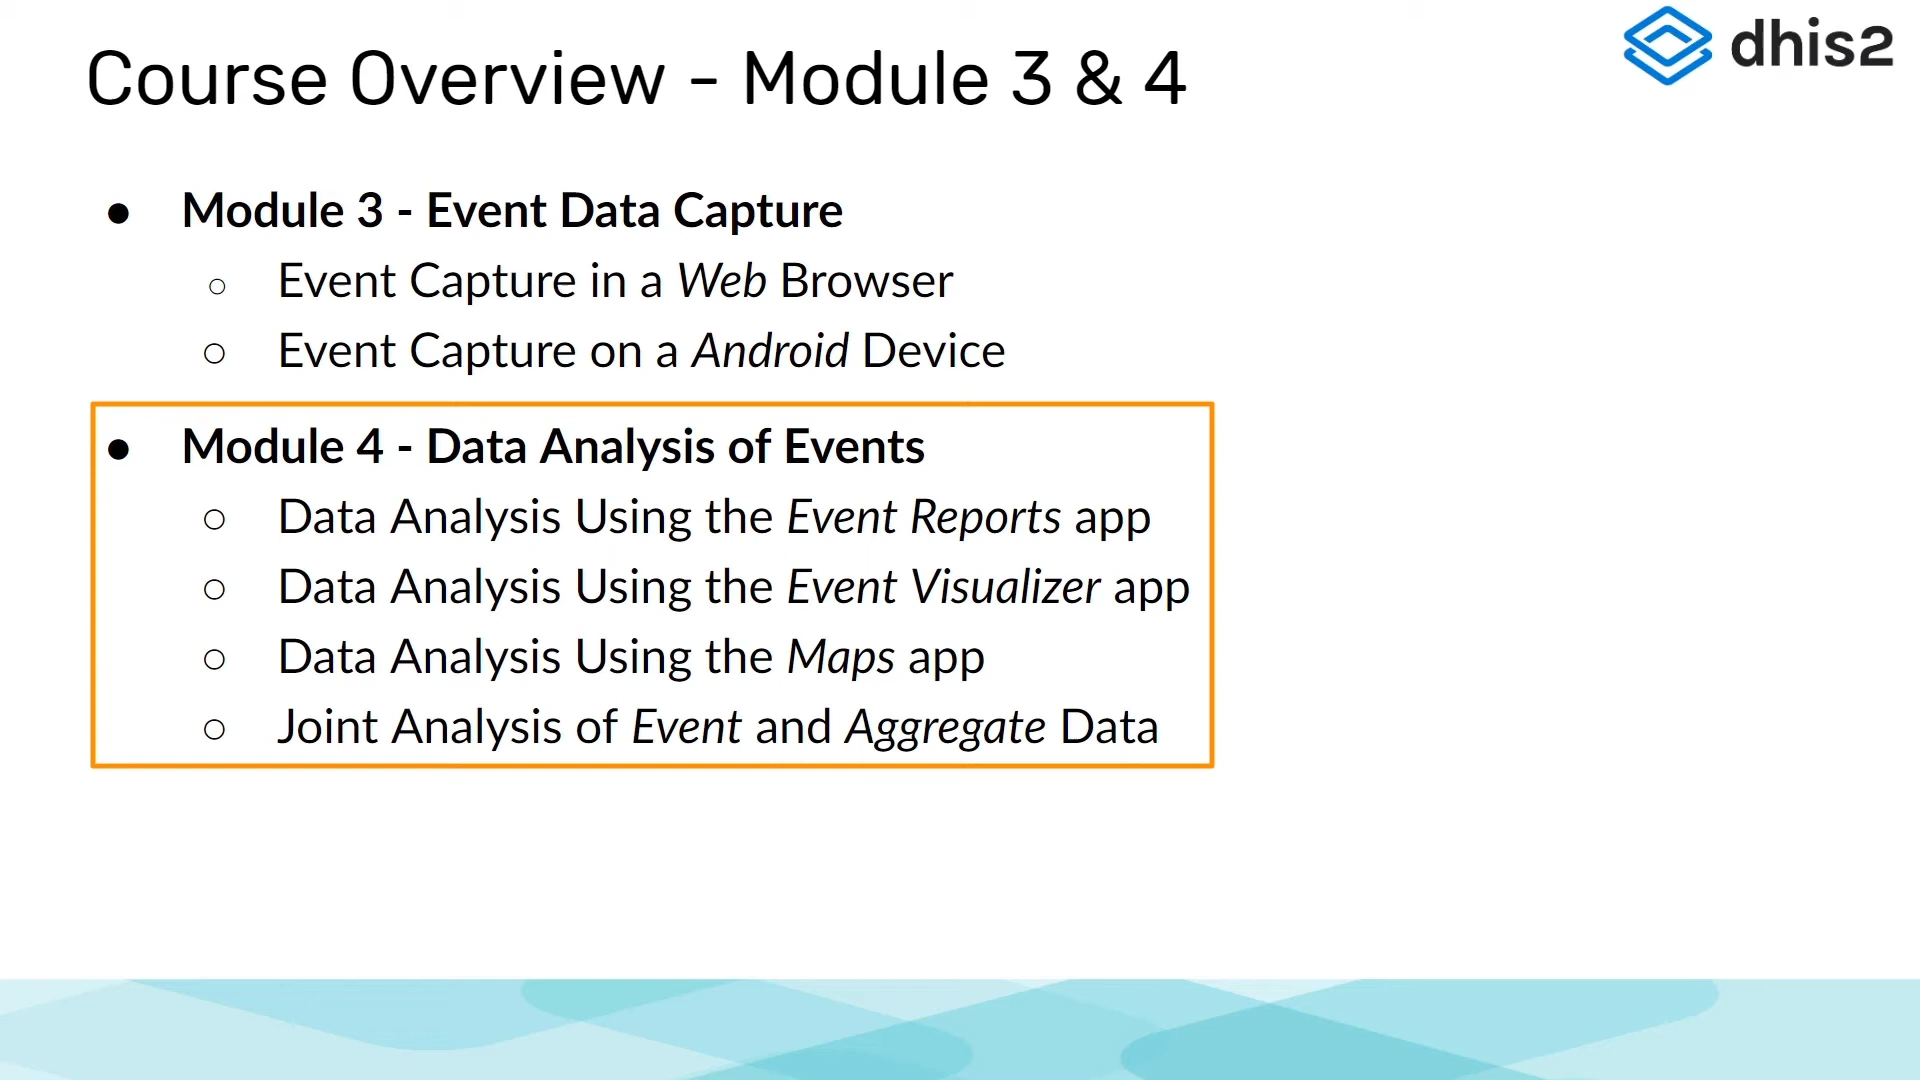 Course Overview - Module 3 & 4
dhis2
● Module 3 - Event Data Capture
○ Event Capture in a Web Browser
○ Event Capture on a Android Device
● Module 4 - Data Analysis of Events
○ Data Analysis Using the Event Reports app
○ Data Analysis Using the Event Visualizer app
○ Data Analysis Using the Maps app
○ Joint Analysis of Event and Aggregate Data